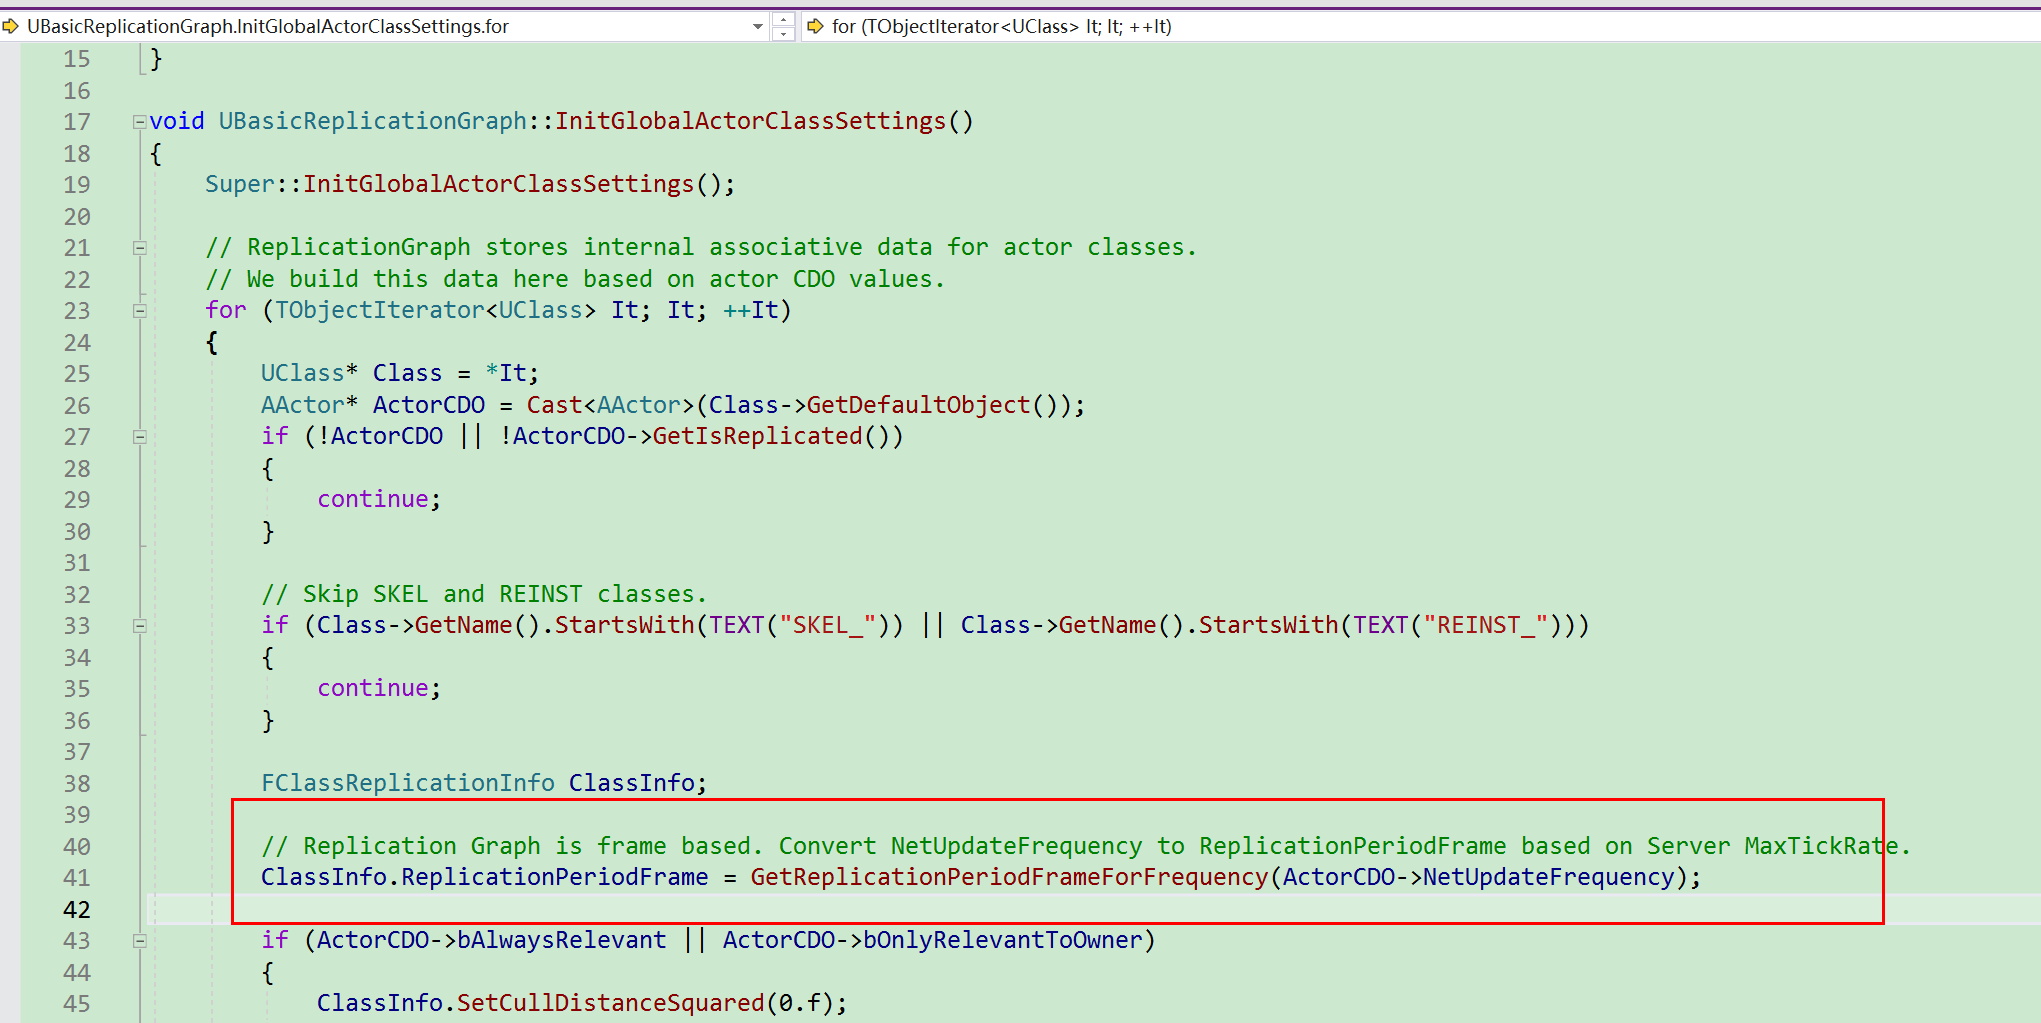 UBasicReplicationGraph.InitGlobalActorClassSettings.for
for (TObjectIterator<UClass> It; It; ++It)
15 }
16
17 void UBasicReplicationGraph::InitGlobalActorClassSettings()
18 {
19 Super::InitGlobalActorClassSettings();
20
21 // ReplicationGraph stores internal associative data for actor classes.
22 // We build this data here based on actor CDO values.
23 for (TObjectIterator<UClass> It; It; ++It)
24 {
25 UClass* Class = *It;
26 AActor* ActorCDO = Cast<AActor>(Class->GetDefaultObject());
27 if (!ActorCDO || !ActorCDO->GetIsReplicated())
28 {
29 continue;
30 }
31
32 // Skip SKEL and REINST classes.
33 if (Class->GetName().StartsWith(TEXT("SKEL_")) || Class->GetName().StartsWith(TEXT("REINST_")))
34 {
35 continue;
36 }
37
38 FClassReplicationInfo ClassInfo;
39
40 // Replication Graph is frame based. Convert NetUpdateFrequency to ReplicationPeriodFrame based on Server MaxTickRate.
41 ClassInfo.ReplicationPeriodFrame = GetReplicationPeriodFrameForFrequency(ActorCDO->NetUpdateFrequency);
42
43 if (ActorCDO->bAlwaysRelevant || ActorCDO->bOnlyRelevantToOwner)
44 {
45 ClassInfo.SetCullDistanceSquared(0.f);